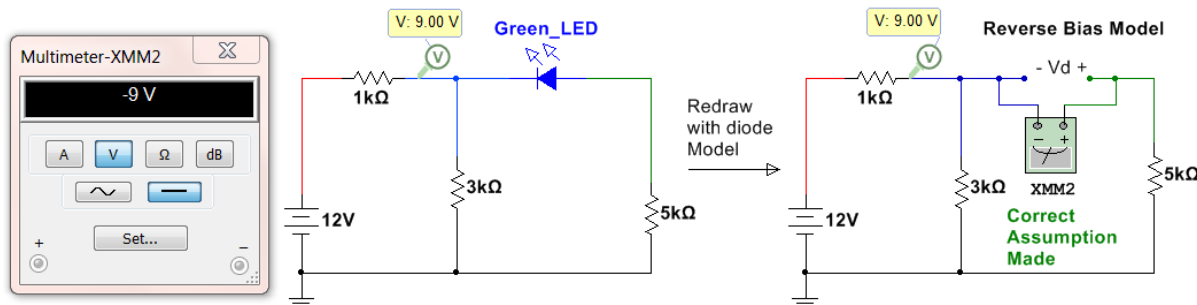 Multimeter-XMM2
X
-9 V
A
V
Ω
dB
Set...
+
−
V: 9.00 V
V
Green_LED
1kΩ
3kΩ
12V
5kΩ
Redraw
with diode
Model
V: 9.00 V
V
Reverse Bias Model
- Vd +
1kΩ
− +
XMM2
3kΩ
5kΩ
12V
Correct
Assumption
Made